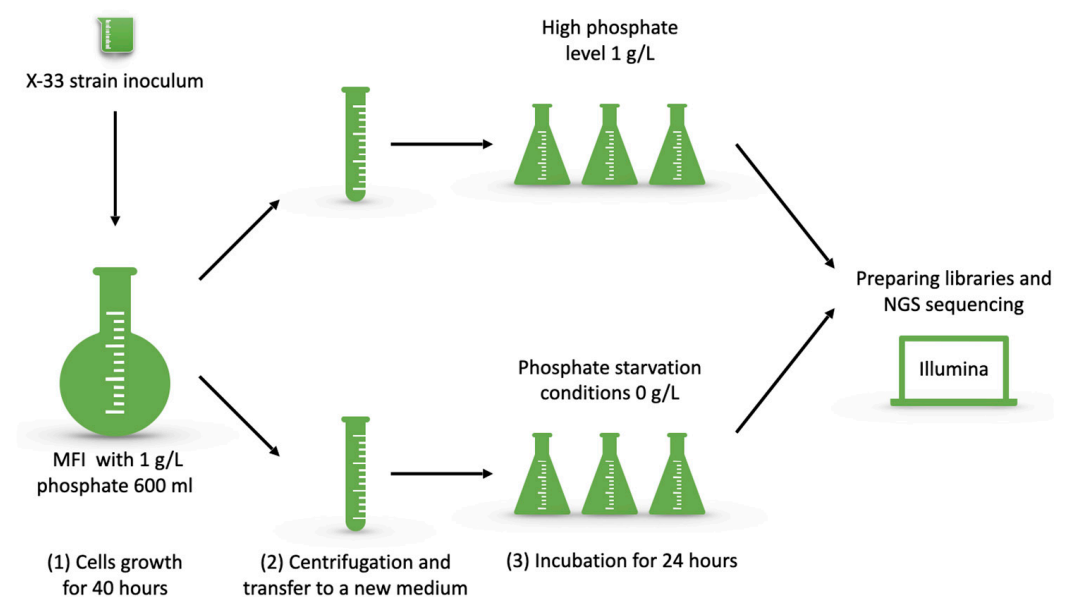 X-33 strain inoculum
High phosphate
level 1 g/L
Preparing libraries and
NGS sequencing
Illumina
Phosphate starvation
conditions 0 g/L
MFI with 1 g/L
phosphate 600 ml
(1) Cells growth
for 40 hours
(2) Centrifugation and
transfer to a new medium
(3) Incubation for 24 hours